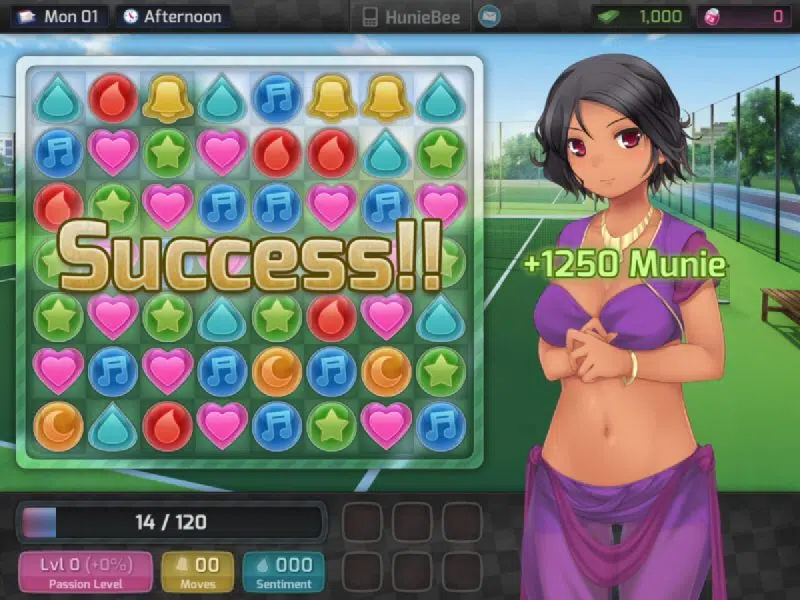 Mon 01
Afternoon
HunieBee
1,000
0
Success!!
+1250 Munie
14 / 120
Lvl 0 (+0%)
Passion Level
00
Moves
000
Sentiment